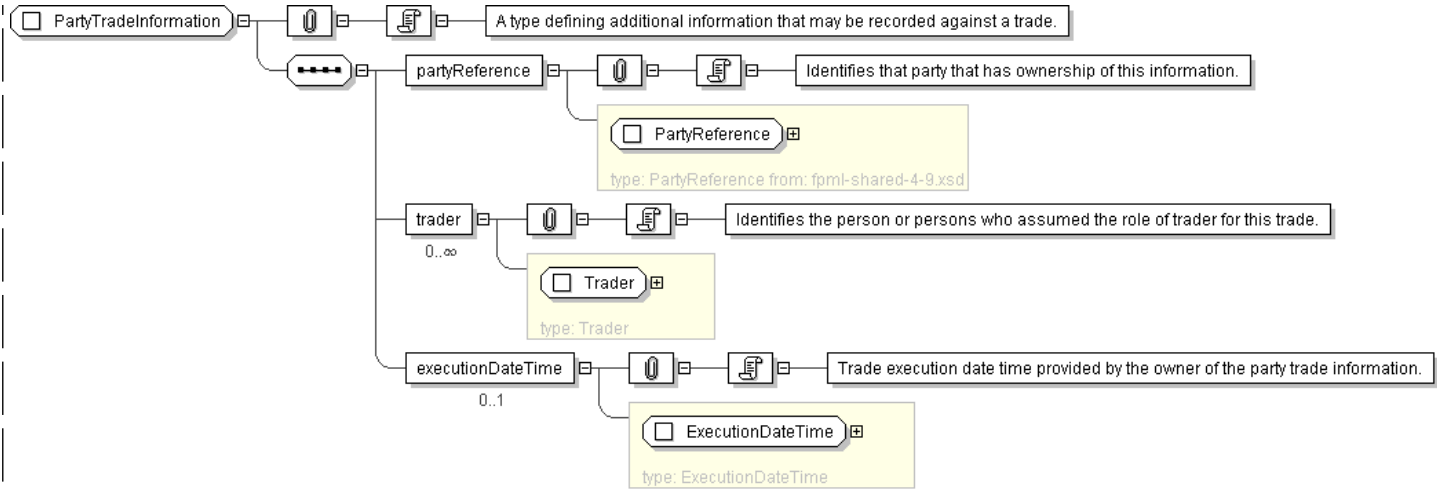 PartyTradeInformation
A type defining additional information that may be recorded against a trade.
partyReference
Identifies that party that has ownership of this information.
PartyReference
type: PartyReference from: fpml-shared-4-9.xsd
trader
Identifies the person or persons who assumed the role of trader for this trade.
0..∞
Trader
type: Trader
executionDateTime
Trade execution date time provided by the owner of the party trade information.
0..1
ExecutionDateTime
type: ExecutionDateTime